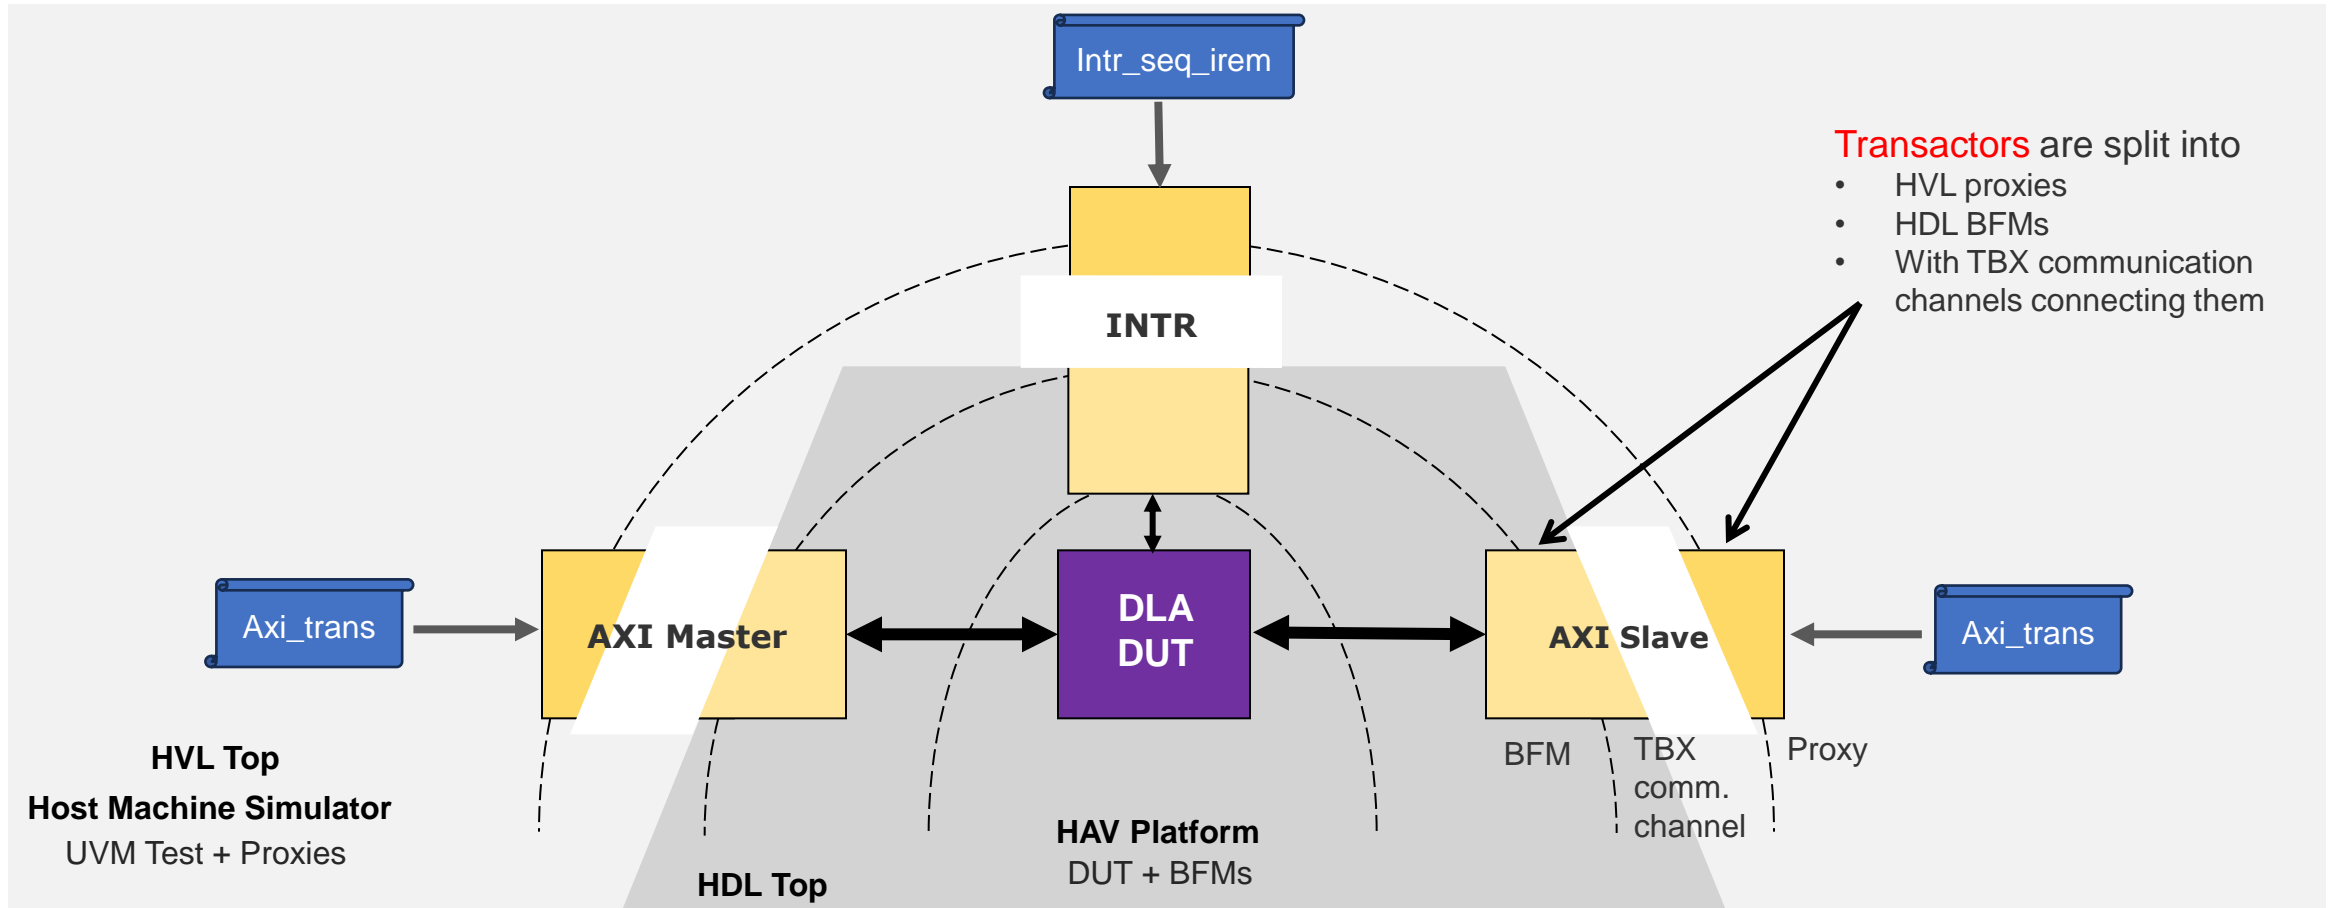 Intr_seq_irem
Transactors are split into
• HVL proxies
• HDL BFMs
• With TBX communication
channels connecting them
INTR
Axi_trans
AXI Master
DLA
DUT
AXI Slave
Axi_trans
BFM
TBX
comm.
channel
Proxy
HVL Top
Host Machine Simulator
UVM Test + Proxies
HAV Platform
DUT + BFMs
HDL Top